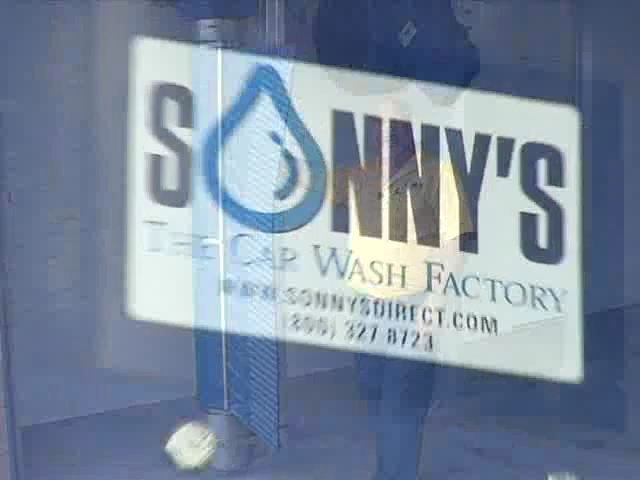 SONNY'S
THE CAR WASH FACTORY
WWW.SONNYSDIRECT.COM
(800) 327-8723